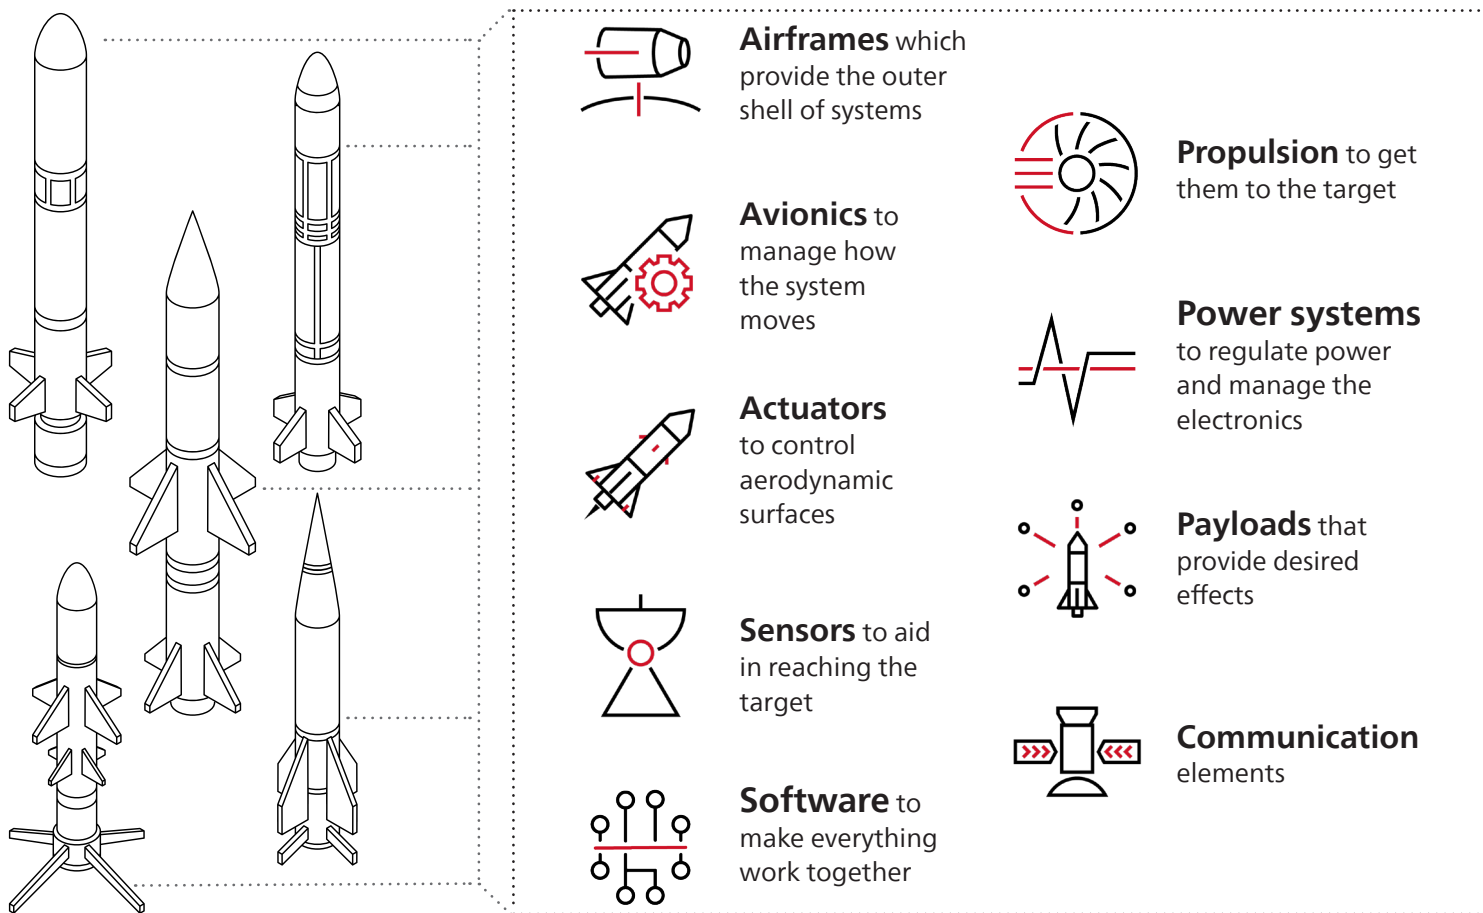 Airframes which
provide the outer
shell of systems
Avionics to
manage how
the system
moves
Actuators
to control
aerodynamic
surfaces
Sensors to aid
in reaching the
target
Software to
make everything
work together
Propulsion to get
them to the target
Power systems
to regulate power
and manage the
electronics
Payloads that
provide desired
effects
Communication
elements